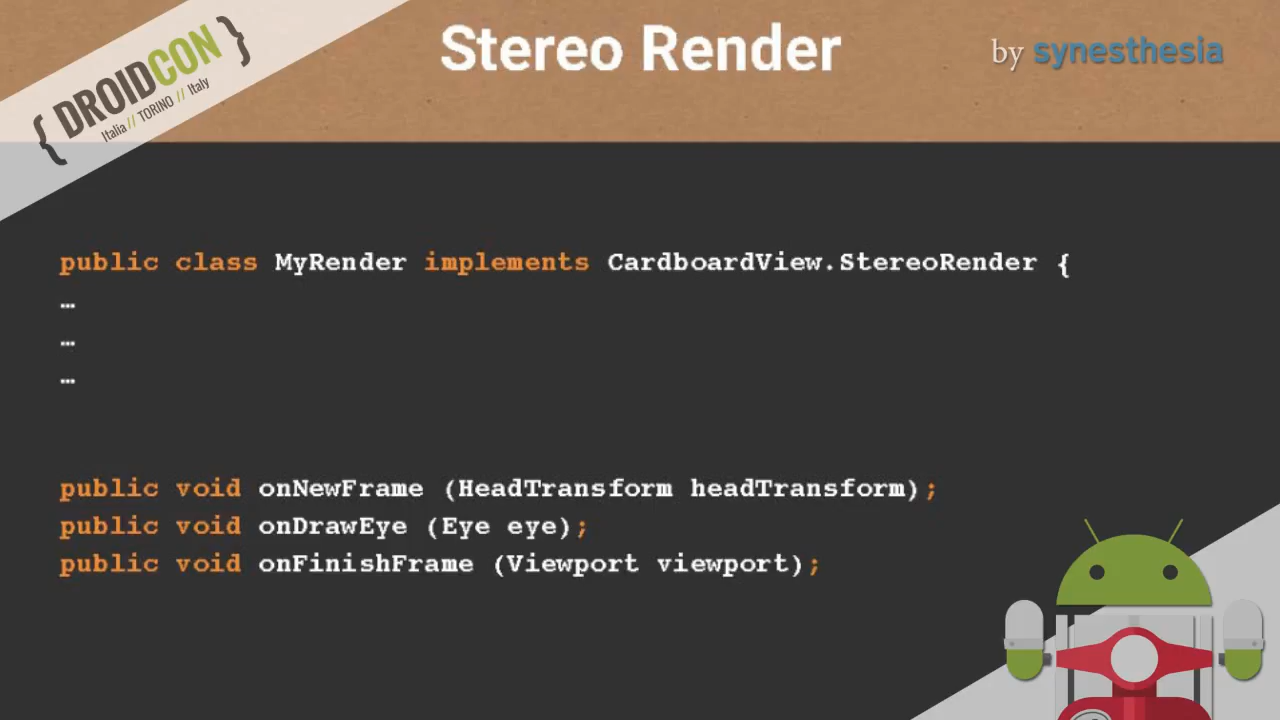 Stereo Render
by synesthesia
{ DROIDCON }
Italia // TORINO // Italy
public class MyRender implements CardboardView.StereoRender {
…
…
…
public void onNewFrame (HeadTransform headTransform);
public void onDrawEye (Eye eye);
public void onFinishFrame (Viewport viewport);